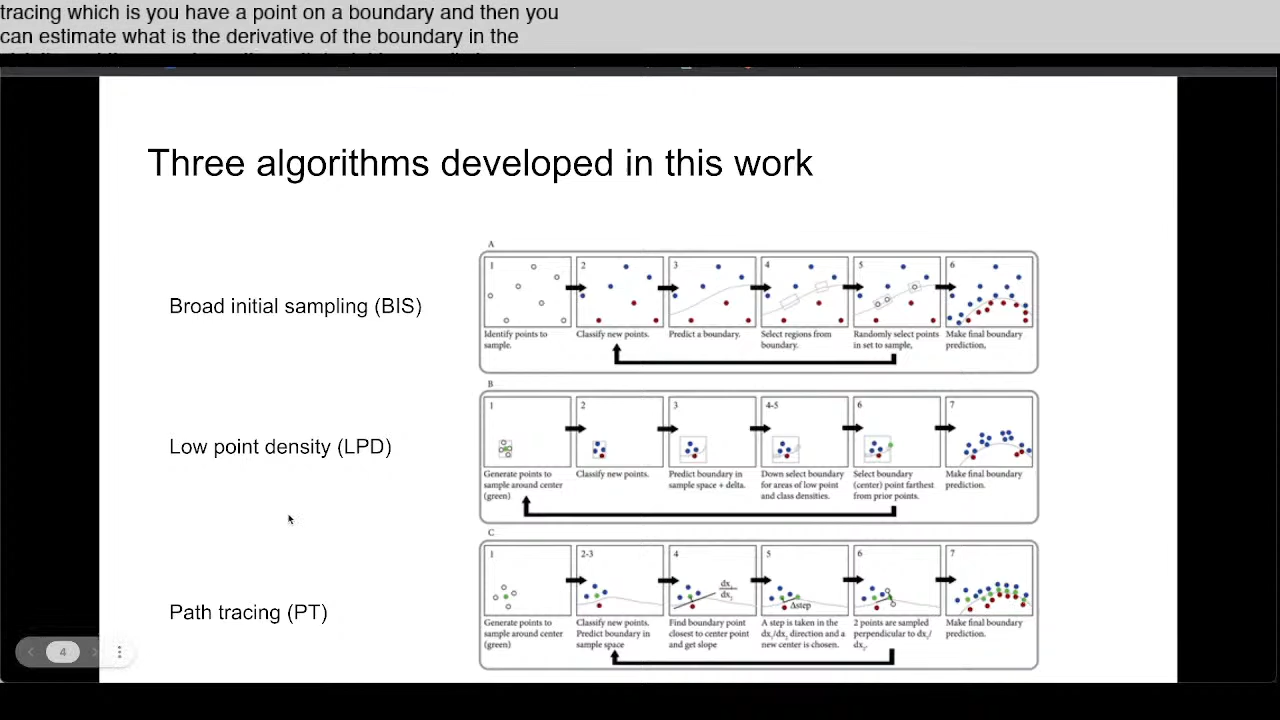 tracing which is you have a point on a boundary and then you
can estimate what is the derivative of the boundary in the
Three algorithms developed in this work
Broad initial sampling (BIS)
A
1
2
3
4
5
6
Identify points to
sample.
Classify new points.
Predict a boundary.
Select regions from
boundary.
Randomly select points
in set to sample,
Make final boundary
prediction,
Low point density (LPD)
B
1
2
3
4-5
6
7
Generate points to
sample around center
(green)
Classify new points.
Predict boundary in
sample space + delta.
Down select boundary
for areas of low point
and class densities.
Select boundary
(center) point farthest
from prior points.
Make final boundary
prediction.
Path tracing (PT)
C
1
2-3
4
dx₁
dx₂
5
Δstep
6
7
Generate points to
sample around center
(green)
Classify new points.
Predict boundary in
sample space
Find boundary point
closest to center point
and get slope
A step is taken in the
dx₁/dx₂ direction and a
new center is chosen.
2 points are sampled
perpendicular to dx₁/
dx₂.
Make final boundary
prediction.
4